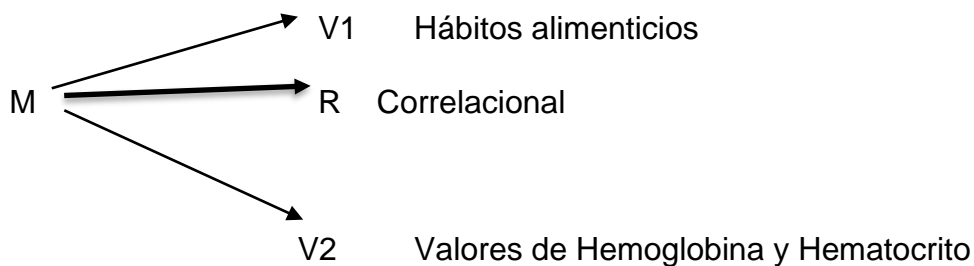 V1 Hábitos alimenticios
M R Correlacional
V2 Valores de Hemoglobina y Hematocrito